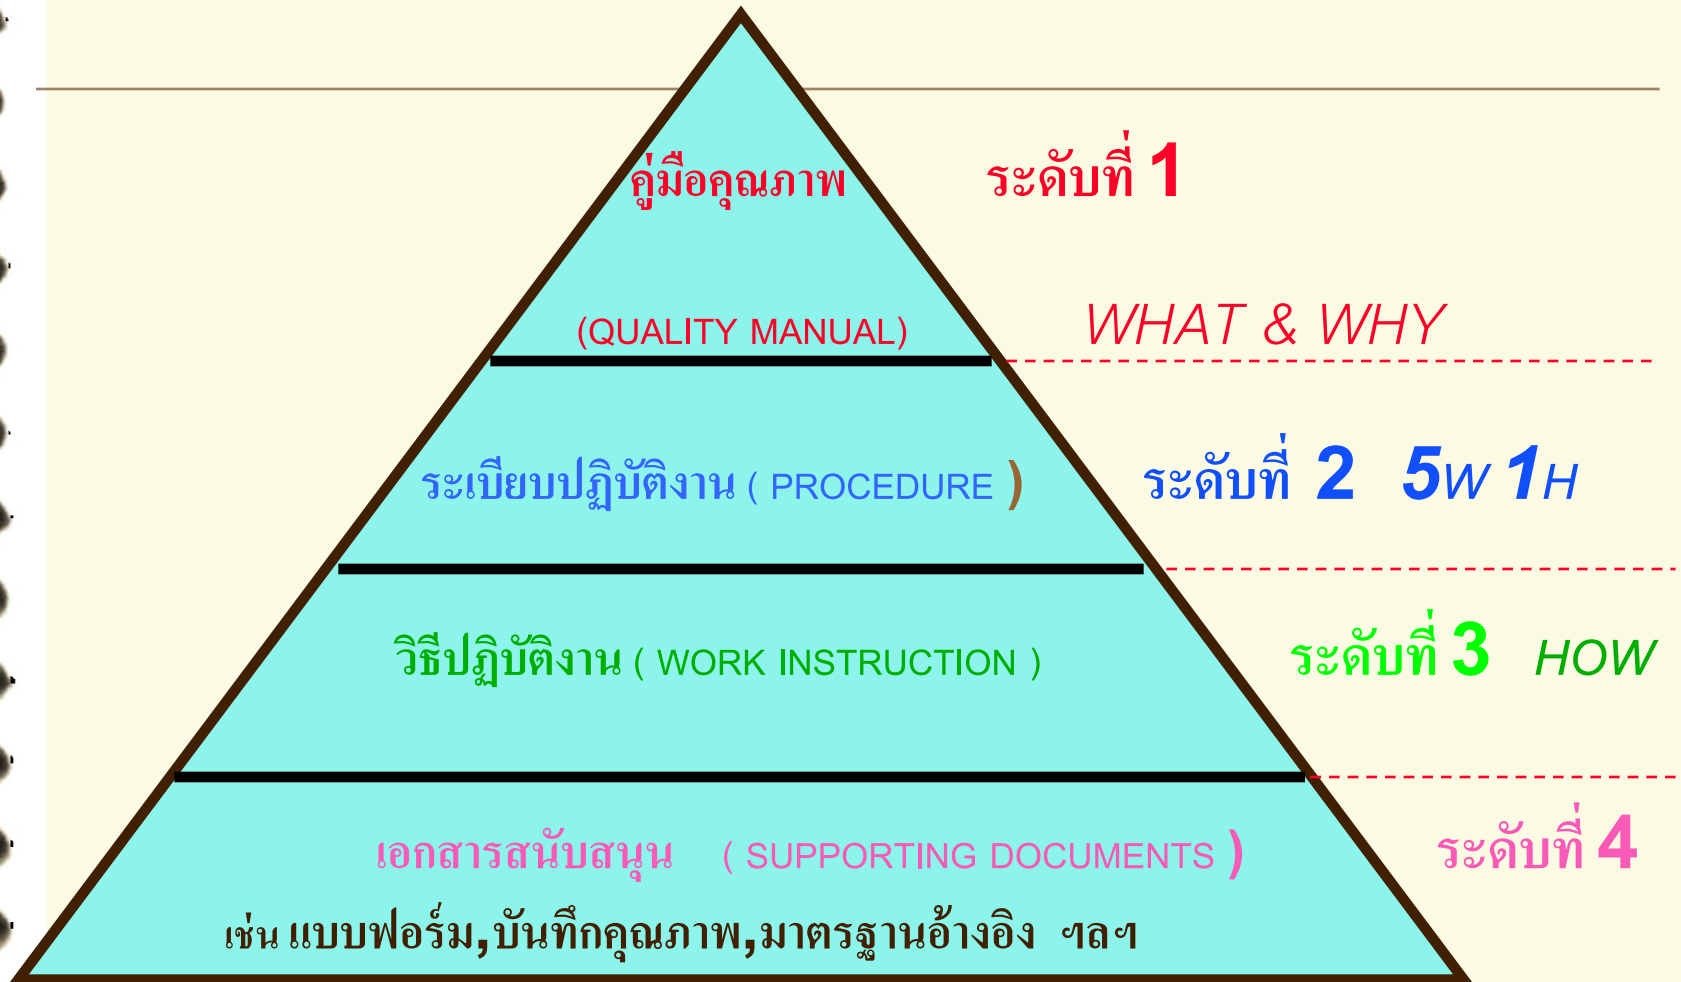 คู่มือคุณภาพ ระดับที่ 1
(QUALITY MANUAL) WHAT & WHY
ระเบียบปฏิบัติงาน ( PROCEDURE ) ระดับที่ 2 5W 1H
วิธีปฏิบัติงาน ( WORK INSTRUCTION ) ระดับที่ 3 HOW
เอกสารสนับสนุน ( SUPPORTING DOCUMENTS ) ระดับที่ 4
เช่น แบบฟอร์ม,บันทึกคุณภาพ,มาตรฐานอ้างอิง ฯลฯ